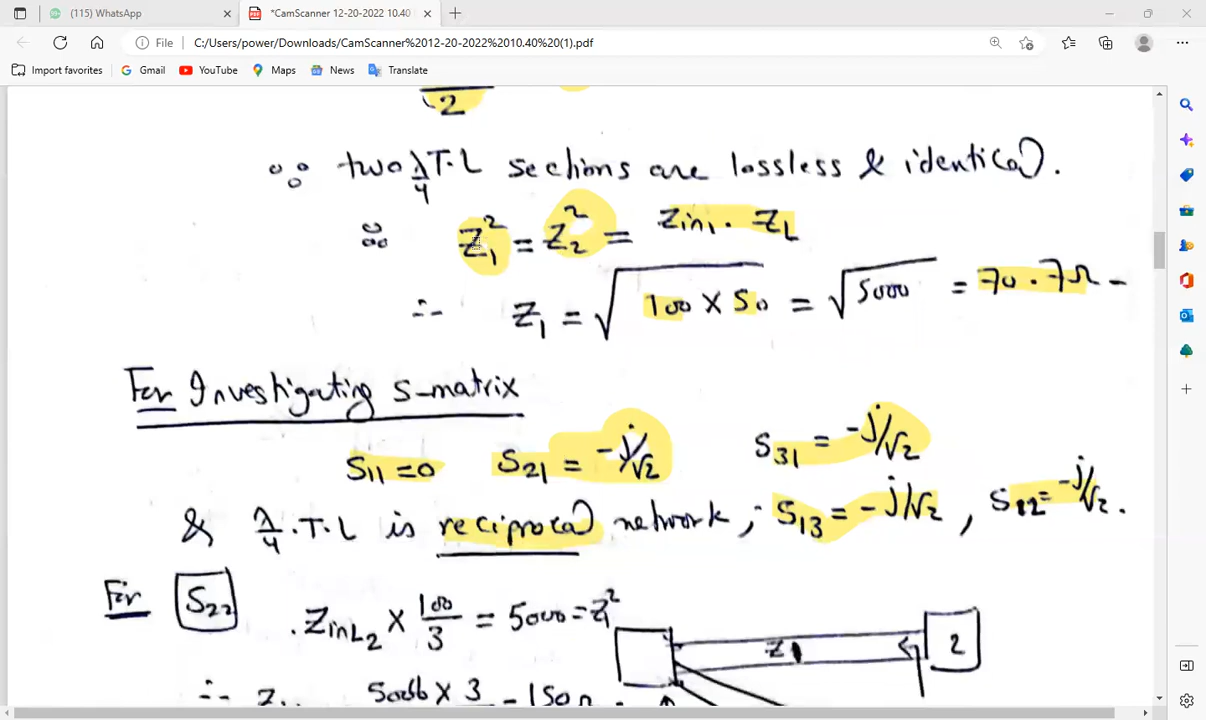 (115) WhatsApp
*CamScanner 12-20-2022 10.40
File C:/Users/power/Downloads/CamScanner%2012-20-2022%2010.40%20(1).pdf
Import favorites Gmail YouTube Maps News Translate
2
∵ two λ/4 T.L sections are lossless & identical.
∴ Z₁² = Z₂² = Zin₁ . ZL
∴ Z₁ = √(100 × 50) = √5000 = 70.7Ω -
For Investigating S-matrix
S11 = 0 S21 = -j/√2 S31 = -j/√2
& λ/4 .T.L is reciprocal network, S13 = -j/√2 , S12 = -j/√2 .
For S22 . ZinL2 × 100/3 = 5000 = Z₁²
Z1 2